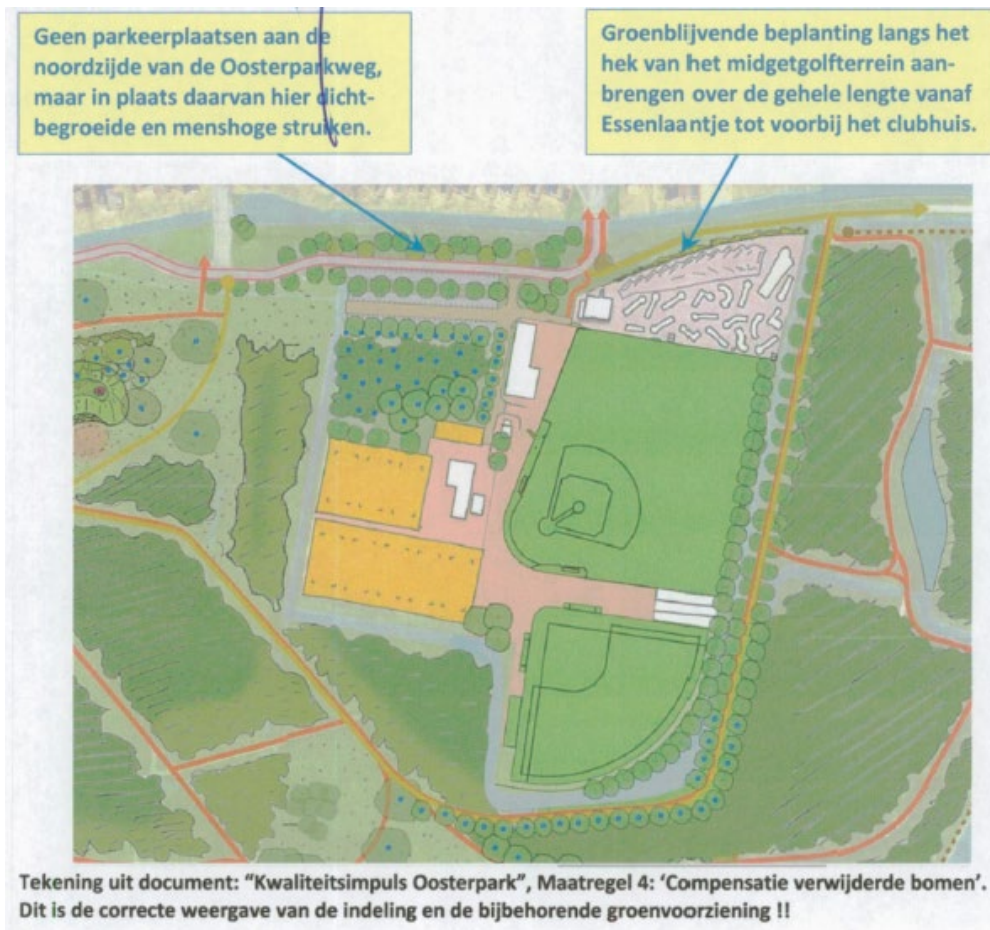 Geen parkeerplaatsen aan de
noordzijde van de Oosterparkweg,
maar in plaats daarvan hier dicht-
begroeide en menshoge struiken.
Groenblijvende beplanting langs het
hek van het midgetgolfterrein aan-
brengen over de gehele lengte vanaf
Essenlaantje tot voorbij het clubhuis.
Tekening uit document: “Kwaliteitsimpuls Oosterpark”, Maatregel 4: ‘Compensatie verwijderde bomen’.
Dit is de correcte weergave van de indeling en de bijbehorende groenvoorziening !!